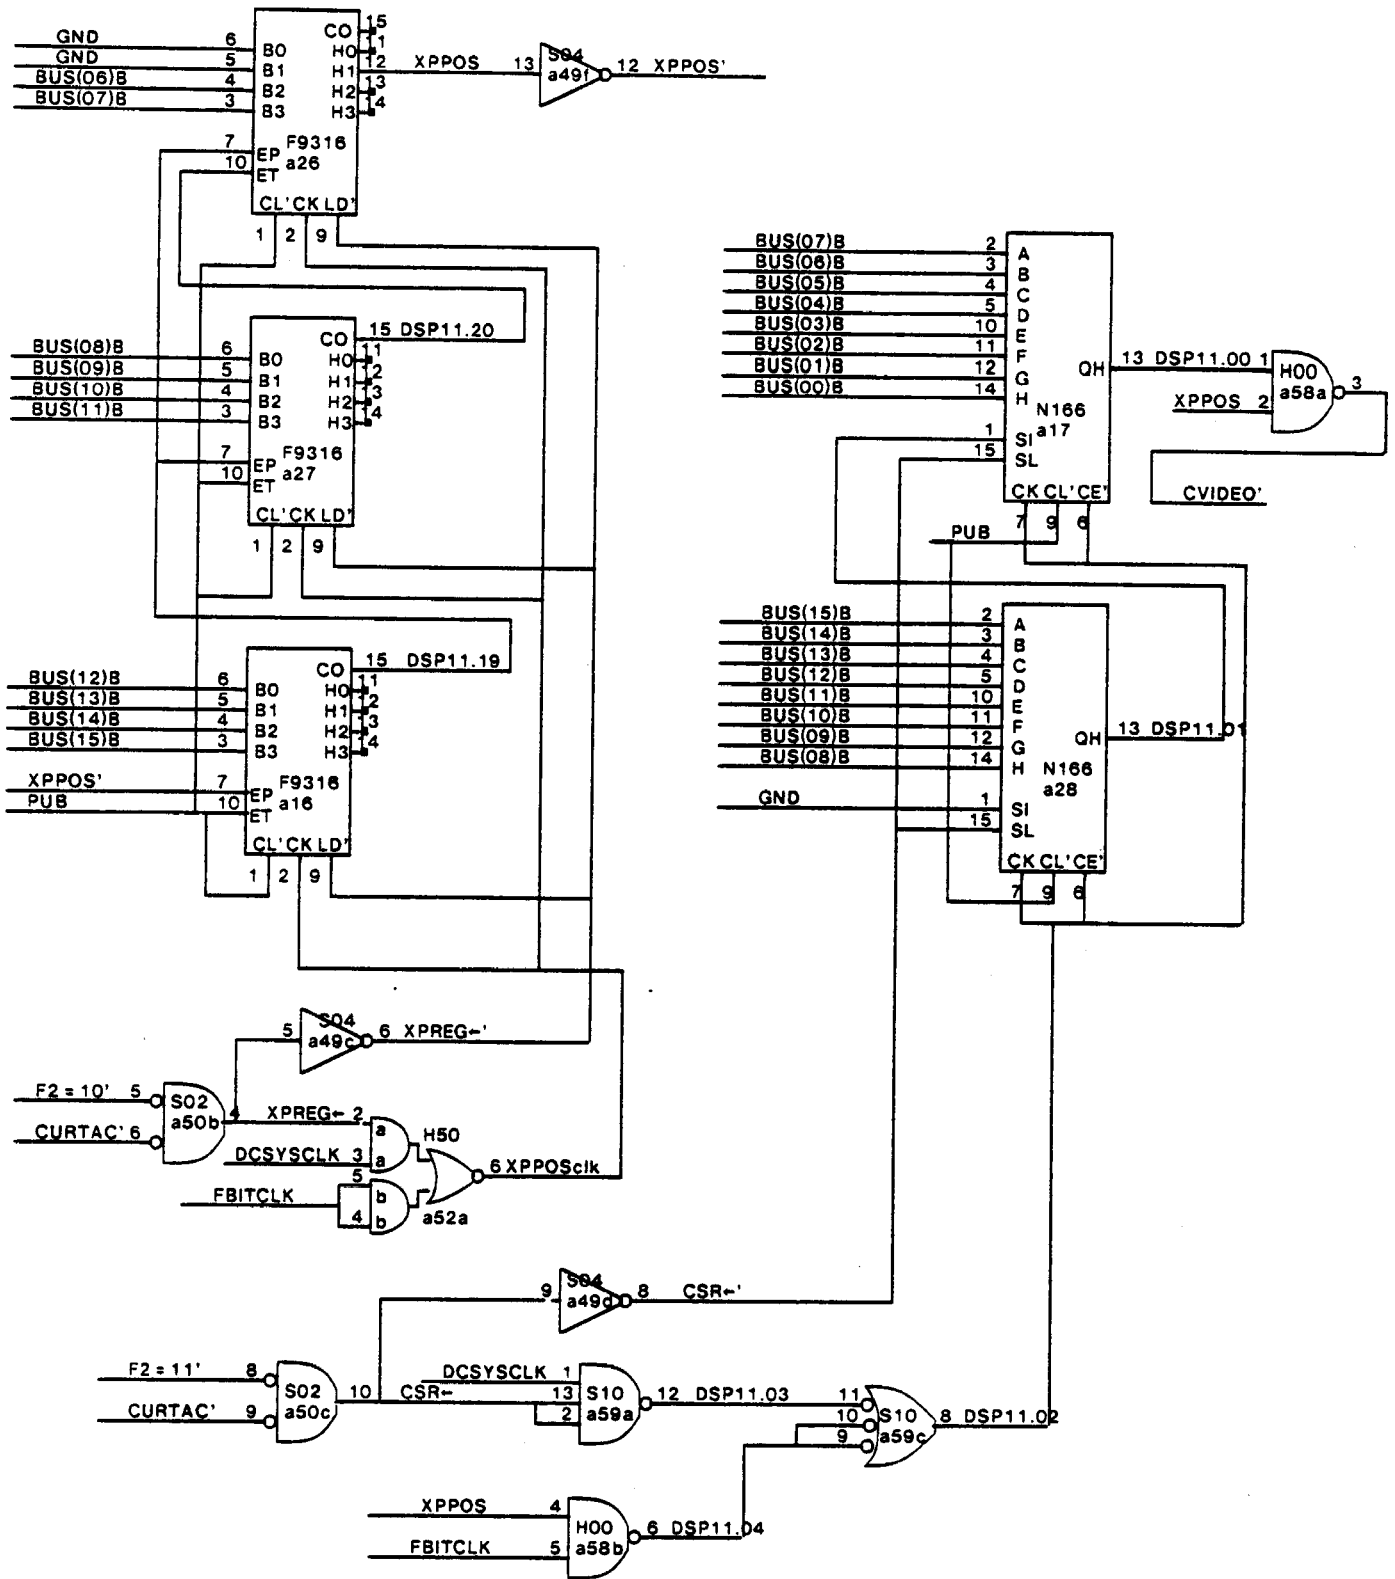 GND 6 B0 CO 15
GND 5 B1 H0 11
BUS(06)B 4 B2 H1 12 XPPOS 13 S04 a49f 12 XPPOS'
BUS(07)B 3 B3 H2 13
H3 14
7 EP F9316
10 ET a26
CL' CK LD'
1 2 9
15 DSP11.20
CO
BUS(08)B 6 B0 H0 11
BUS(09)B 5 B1 H1 12
BUS(10)B 4 B2 H2 13
BUS(11)B 3 B3 H3 14
7 EP F9316
10 ET a27
CL' CK LD'
1 2 9
CO 15 DSP11.19
BUS(12)B 6 B0 H0 11
BUS(13)B 5 B1 H1 12
BUS(14)B 4 B2 H2 13
BUS(15)B 3 B3 H3 14
XPPOS' 7 EP F9316
PUB 10 ET a16
CL' CK LD'
1 2 9
5 S04 a49c 6 XPREG←'
F2=10' 5 S02
CURTAC' 6 a50b 4
XPREG← 2 a H50
DCSYSCLK 3 a
FBITCLK 5 b
4 b
a52a
6 XPPOSclk
BUS(07)B 2 A
BUS(06)B 3 B
BUS(05)B 4 C
BUS(04)B 5 D
BUS(03)B 10 E
BUS(02)B 11 F
BUS(01)B 12 G
BUS(00)B 14 H
QH 13 DSP11.00 1 H00
XPPOS 2 a58a 3
CVIDEO'
N166
1 SI a17
15 SL
CK CL' CE'
7 9 6
PUB
BUS(15)B 2 A
BUS(14)B 3 B
BUS(13)B 4 C
BUS(12)B 5 D
BUS(11)B 10 E
BUS(10)B 11 F
BUS(09)B 12 G
BUS(08)B 14 H
QH 13 DSP11.01
N166
GND 1 SI a28
15 SL
CK CL' CE'
7 9 6
9 S04 a49d 8 CSR←'
F2=11' 8 S02
CURTAC' 9 a50c 10 CSR←
DCSYSCLK 1
13 S10
2 a59a
12 DSP11.03 11
10 S10
9 a59c
8 DSP11.02
XPPOS 4 H00
FBITCLK 5 a58b
6 DSP11.04